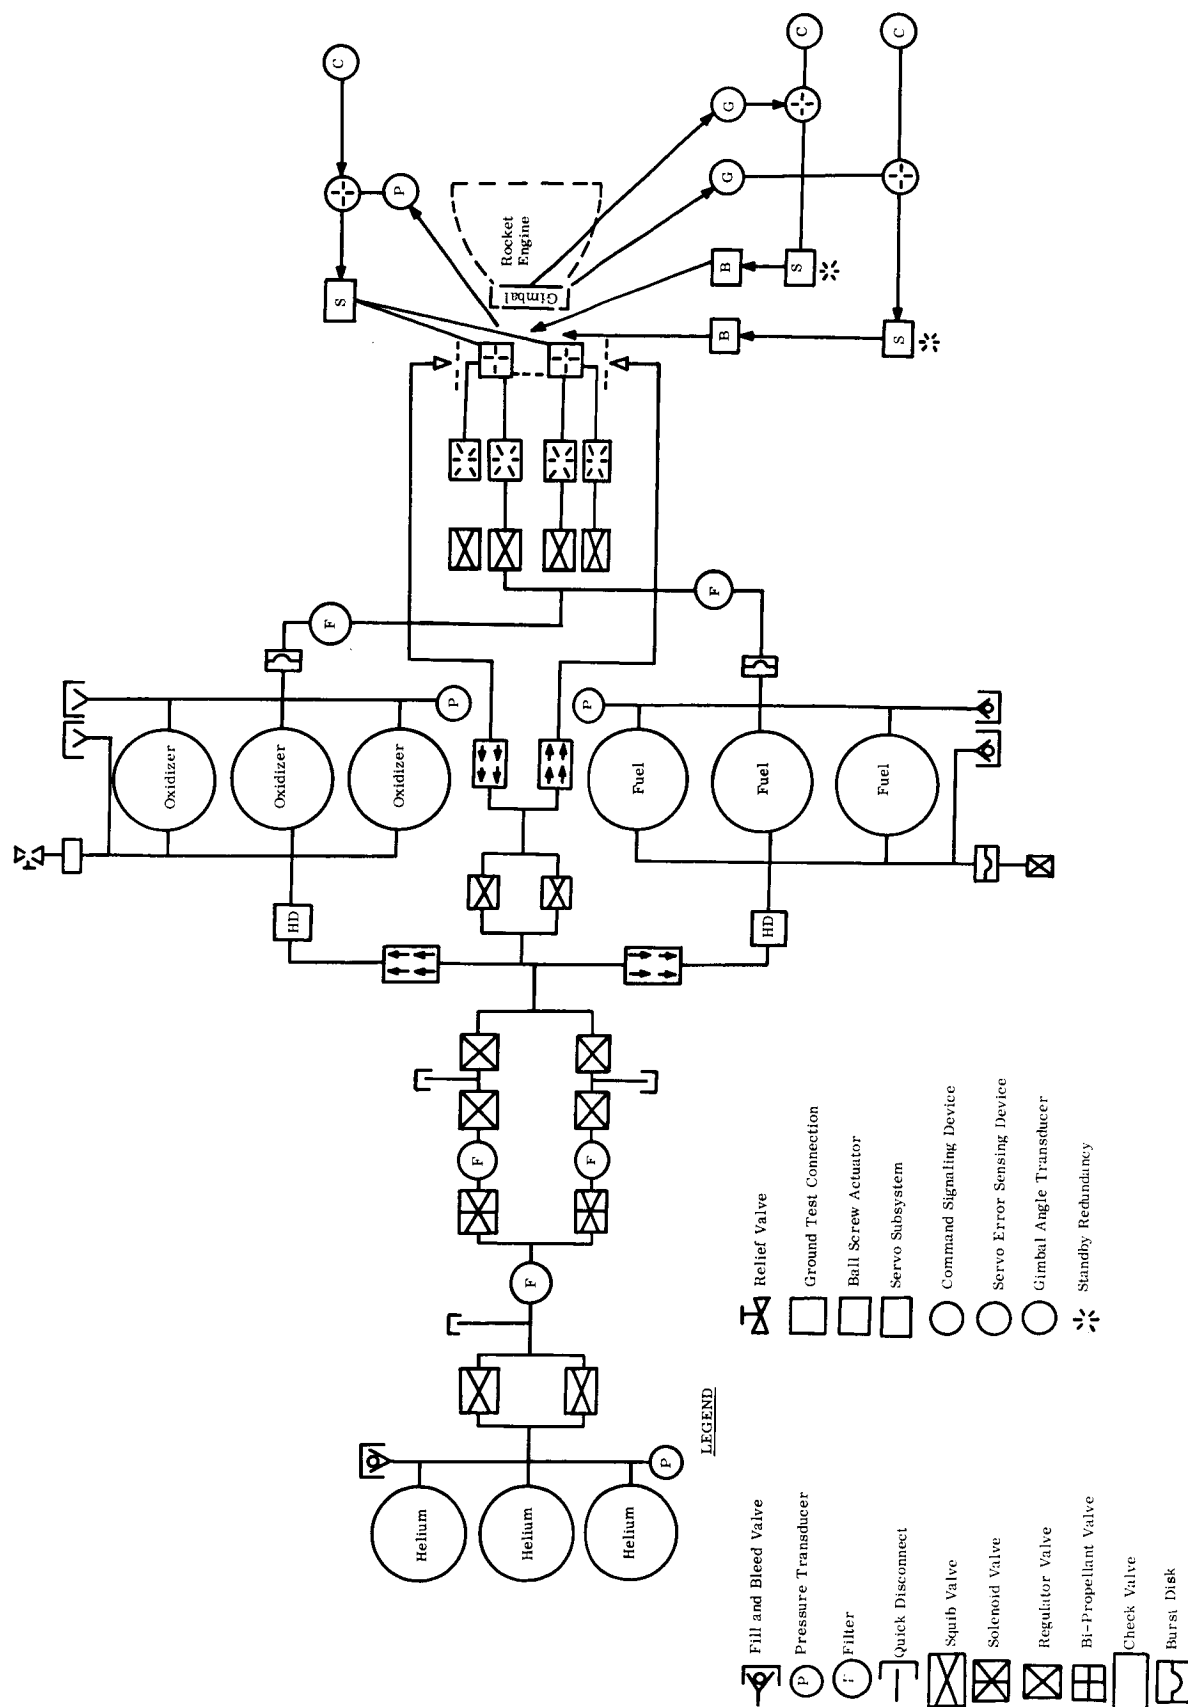 C
C
C
P
G
G
S
S
S
B
B
Rocket
Engine
Gimbal
F
F
P
P
Oxidizer
Oxidizer
Oxidizer
Fuel
Fuel
Fuel
HD
HD
F
F
F
Helium
Helium
Helium
P
LEGEND
Fill and Bleed Valve
P Pressure Transducer
F Filter
Quick Disconnect
Squib Valve
Solenoid Valve
Regulator Valve
Bi-Propellant Valve
Check Valve
Bursi Disk
Relief Valve
Ground Test Connection
Ball Screw Actuator
Servo Subsystem
Command Signaling Device
Servo Error Sensing Device
Gimbal Angle Transducer
Standby Redundancy